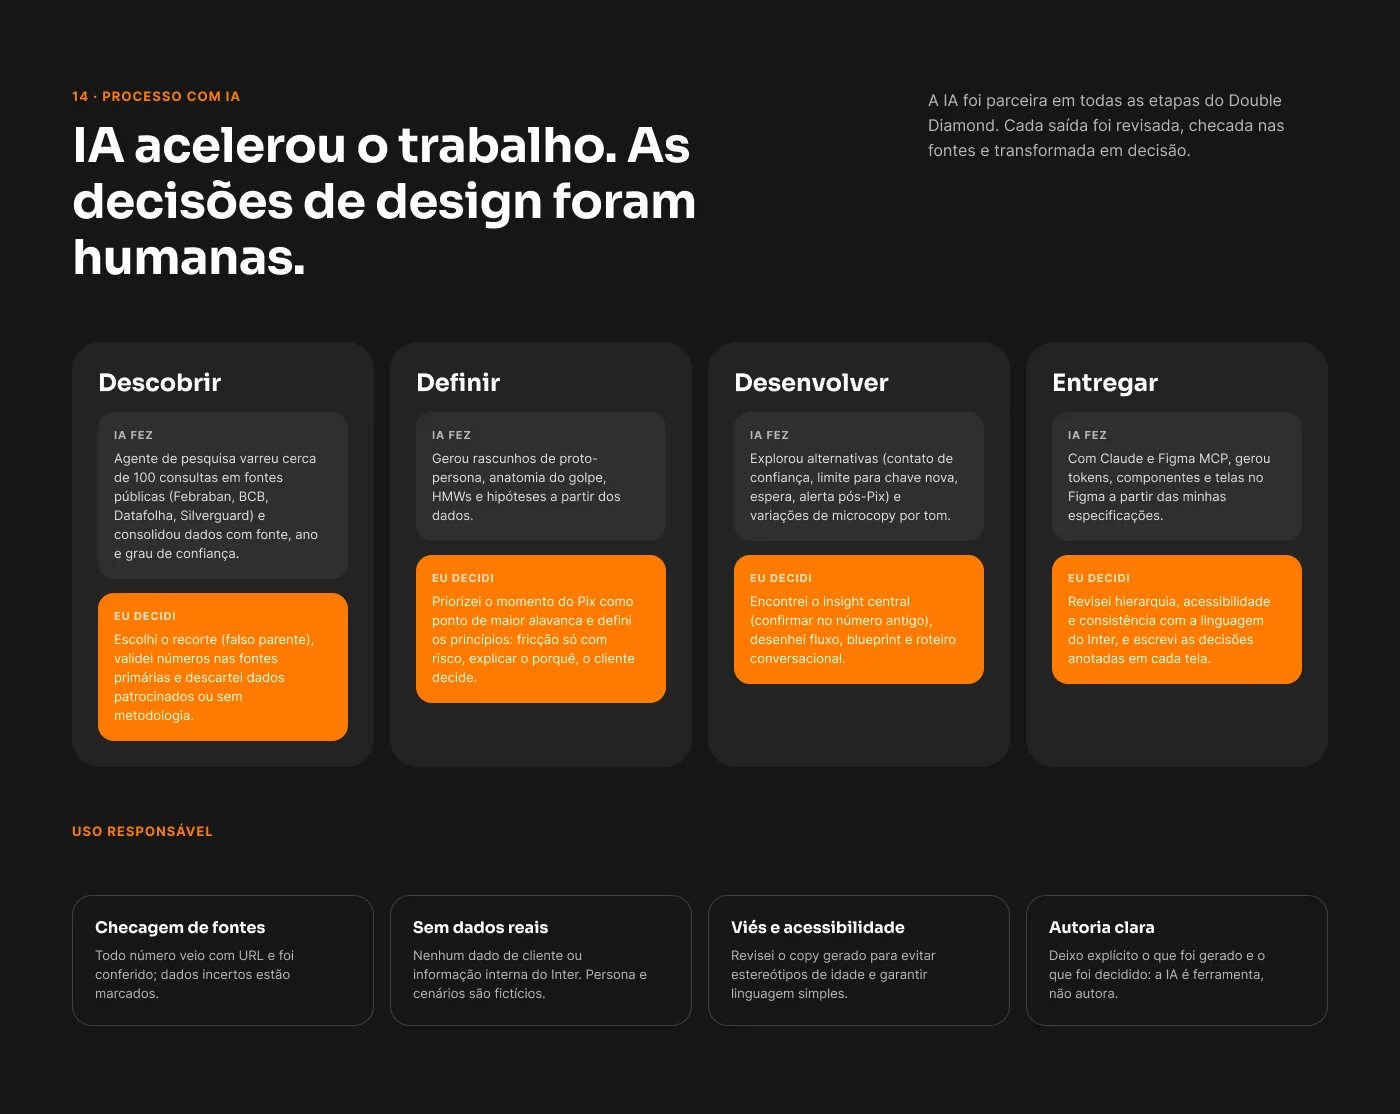 14 · PROCESSO COM IA
IA acelerou o trabalho. As
decisões de design foram
humanas.
A IA foi parceira em todas as etapas do Double
Diamond. Cada saída foi revisada, checada nas
fontes e transformada em decisão.
Descobrir
IA FEZ
Agente de pesquisa varreu cerca
de 100 consultas em fontes
públicas (Febraban, BCB,
Datafolha, Silverguard) e
consolidou dados com fonte, ano
e grau de confiança.
EU DECIDI
Escolhi o recorte (falso parente),
validei números nas fontes
primárias e descartei dados
patrocinados ou sem
metodologia.
Definir
IA FEZ
Gerou rascunhos de proto-
persona, anatomia do golpe,
HMWs e hipóteses a partir dos
dados.
EU DECIDI
Priorizei o momento do Pix como
ponto de maior alavanca e defini
os princípios: fricção só com
risco, explicar o porquê, o cliente
decide.
Desenvolver
IA FEZ
Explorou alternativas (contato de
confiança, limite para chave nova,
espera, alerta pós-Pix) e
variações de microcopy por tom.
EU DECIDI
Encontrei o insight central
(confirmar no número antigo),
desenhei fluxo, blueprint e roteiro
conversacional.
Entregar
IA FEZ
Com Claude e Figma MCP, gerou
tokens, componentes e telas no
Figma a partir das minhas
especificações.
EU DECIDI
Revisei hierarquia, acessibilidade
e consistência com a linguagem
do Inter, e escrevi as decisões
anotadas em cada tela.
USO RESPONSÁVEL
Checagem de fontes
Todo número veio com URL e foi
conferido; dados incertos estão
marcados.
Sem dados reais
Nenhum dado de cliente ou
informação interna do Inter. Persona e
cenários são fictícios.
Viés e acessibilidade
Revisei o copy gerado para evitar
estereótipos de idade e garantir
linguagem simples.
Autoria clara
Deixo explícito o que foi gerado e o
que foi decidido: a IA é ferramenta,
não autora.